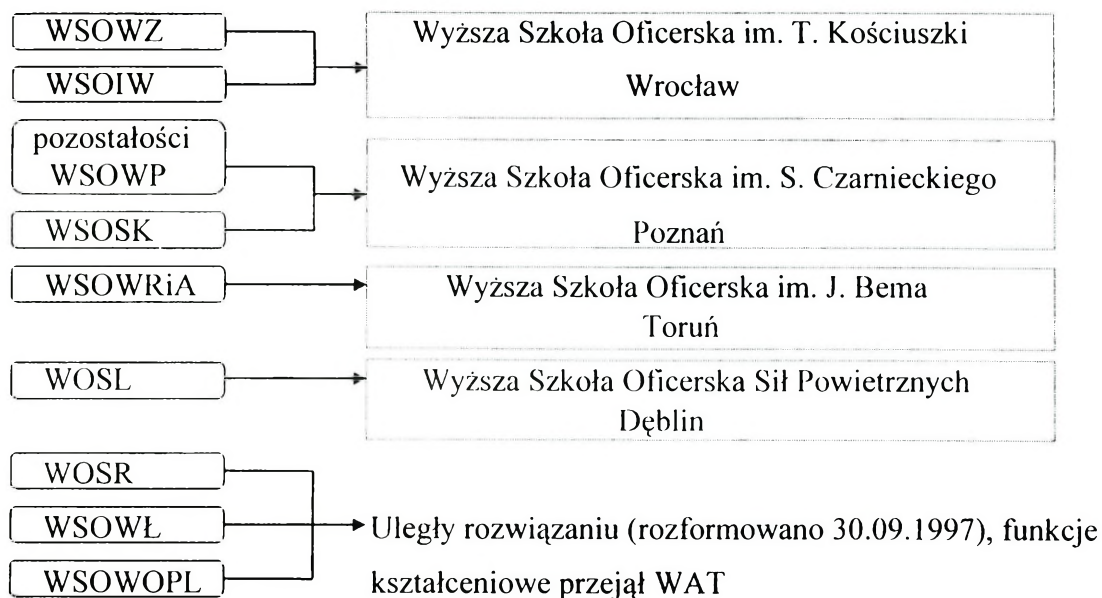 WSOWZ
WSOIW
Wyższa Szkoła Oficerska im. T. Kościuszki
Wrocław
pozostałości
WSOWP
WSOSK
Wyższa Szkoła Oficerska im. S. Czarnieckiego
Poznań
WSOWRiA
Wyższa Szkoła Oficerska im. J. Bema
Toruń
WOSL
Wyższa Szkoła Oficerska Sił Powietrznych
Dęblin
WOSR
WSOWŁ
WSOWOPL
Uległy rozwiązaniu (rozformowano 30.09.1997), funkcje
kształceniowe przejął WAT